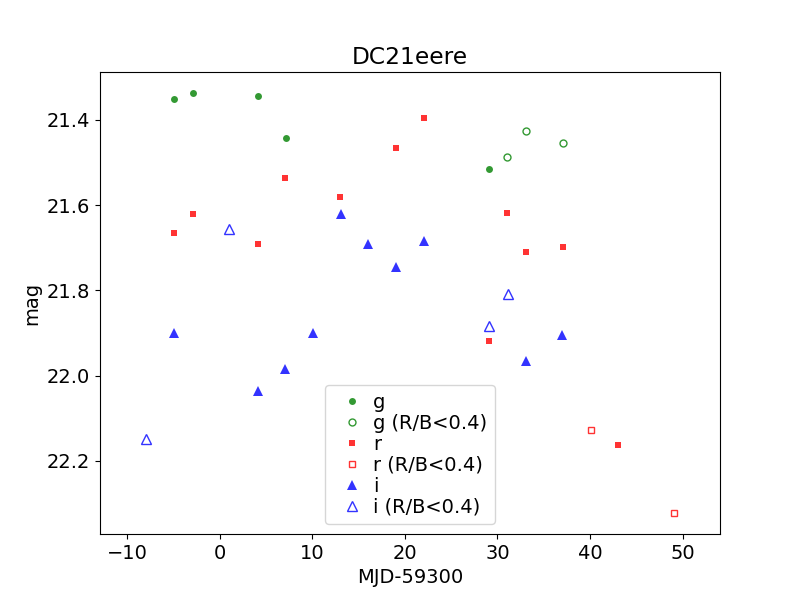 DC21eere
21.4
21.6
21.8
22.0
22.2
mag
g
g (R/B<0.4)
r
r (R/B<0.4)
i
i (R/B<0.4)
−10 0 10 20 30 40 50
MJD-59300